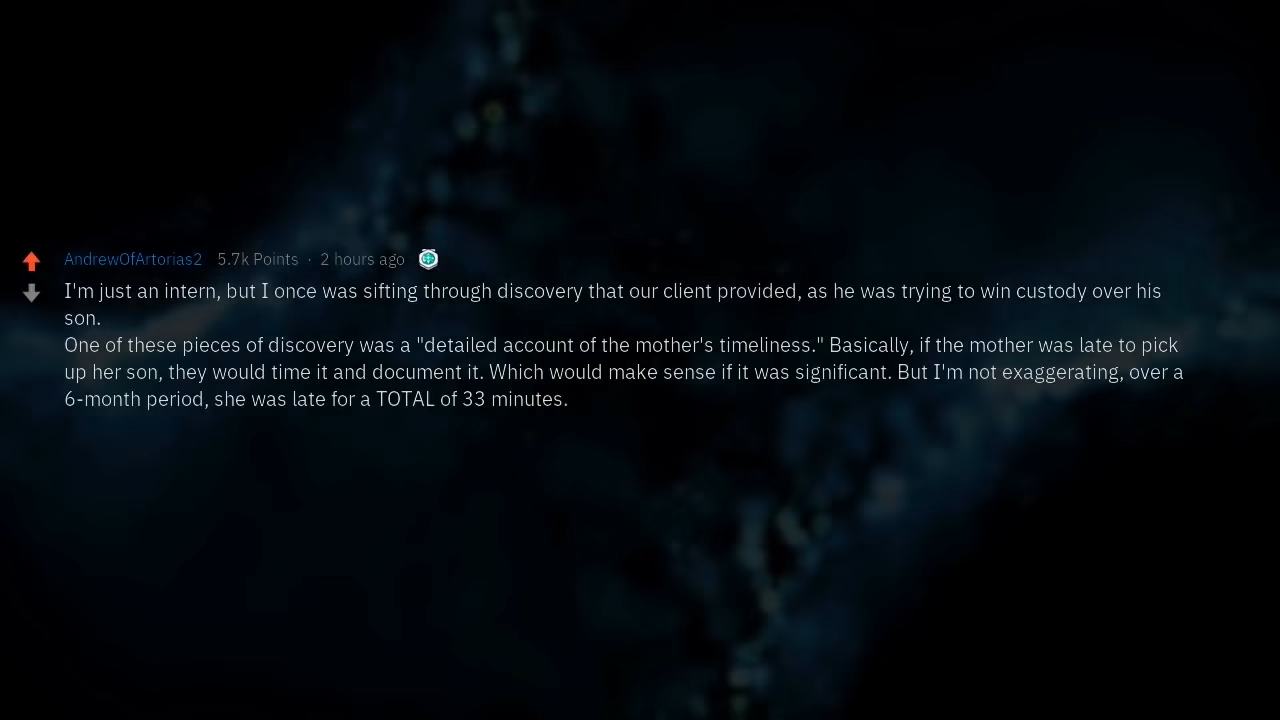 AndrewOfArtorias2 5.7k Points · 2 hours ago
I'm just an intern, but I once was sifting through discovery that our client provided, as he was trying to win custody over his
son.
One of these pieces of discovery was a "detailed account of the mother's timeliness." Basically, if the mother was late to pick
up her son, they would time it and document it. Which would make sense if it was significant. But I'm not exaggerating, over a
6-month period, she was late for a TOTAL of 33 minutes.